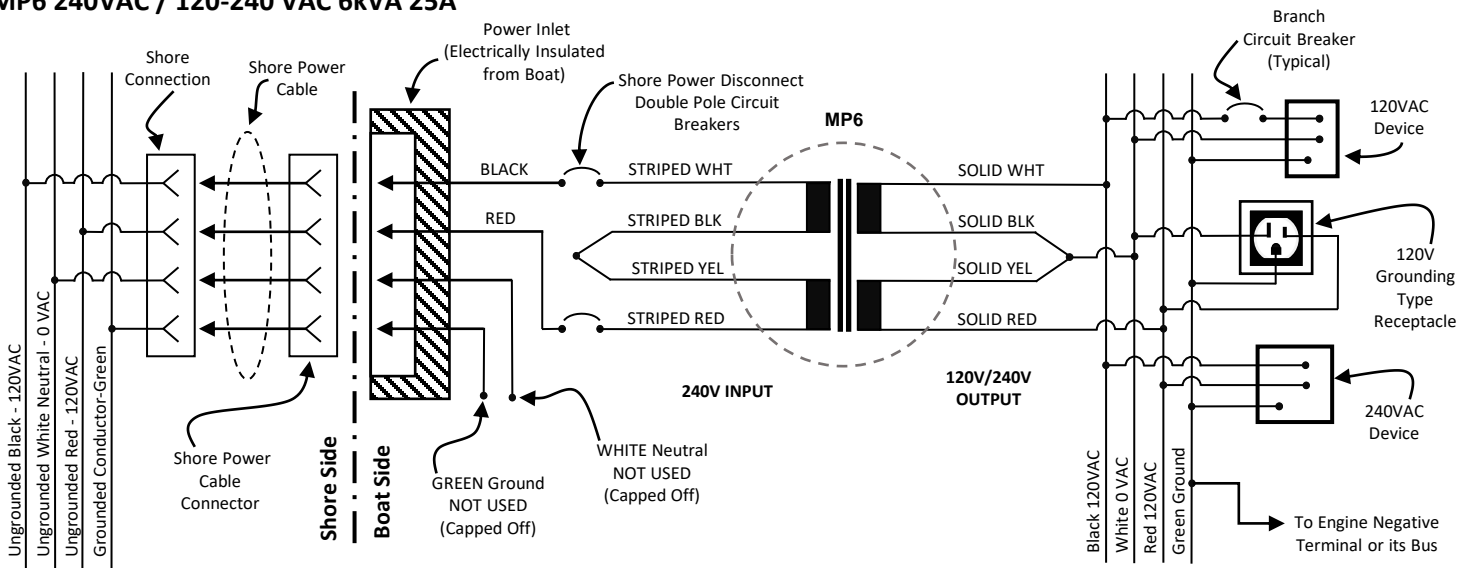 MP6 240VAC / 120-240 VAC 6kVA 25A
Shore
Connection
Shore Power
Cable
Power Inlet
(Electrically Insulated
from Boat)
Shore Power Disconnect
Double Pole Circuit
Breakers
MP6
Branch
Circuit Breaker
(Typical)
120VAC
Device
BLACK
STRIPED WHT
SOLID WHT
RED
STRIPED BLK
SOLID BLK
STRIPED YEL
SOLID YEL
STRIPED RED
SOLID RED
120V
Grounding
Type
Receptacle
240V INPUT
120V/240V
OUTPUT
240VAC
Device
Ungrounded Black - 120VAC
Ungrounded White Neutral - 0 VAC
Ungrounded Red - 120VAC
Grounded Conductor-Green
Shore Power
Cable
Connector
Shore Side
Boat Side
GREEN Ground
NOT USED
(Capped Off)
WHITE Neutral
NOT USED
(Capped Off)
Black 120VAC
White 0 VAC
Red 120VAC
Green Ground
To Engine Negative
Terminal or its Bus